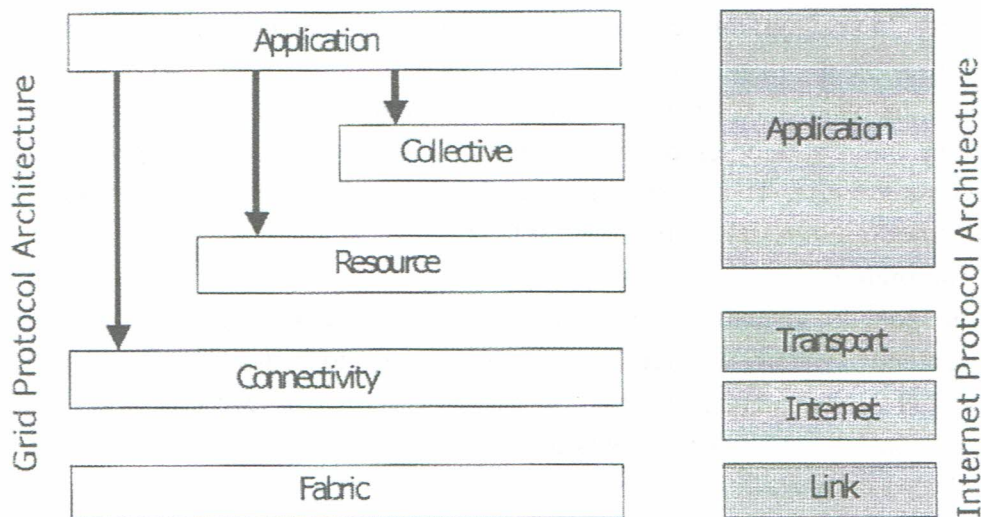 Grid Protocol Architecture
Application
Collective
Resource
Connectivity
Fabric
Application
Transport
Internet
Link
Internet Protocol Architecture